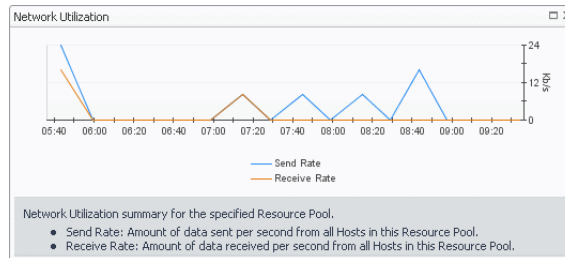 Network Utilization
24
12
0
Kb/s
05:40 06:00 06:20 06:40 07:00 07:20 07:40 08:00 08:20 08:40 09:00 09:20
Send Rate
Receive Rate
Network Utilization summary for the specified Resource Pool.
• Send Rate: Amount of data sent per second from all Hosts in this Resource Pool.
• Receive Rate: Amount of data received per second from all Hosts in this Resource Pool.